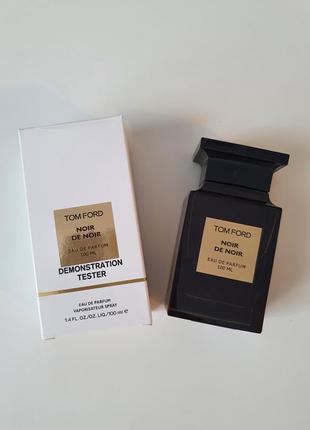 TOM FORD
NOIR
DE NOIR
EAU DE PARFUM
100 ML
DEMONSTRATION
TESTER
EAU DE PARFUM
VAPORISATEUR SPRAY
3.4 FL.OZ./OZ.LIQ/100 ml ℮
TOM FORD
NOIR
DE NOIR
EAU DE PARFUM
100 ML